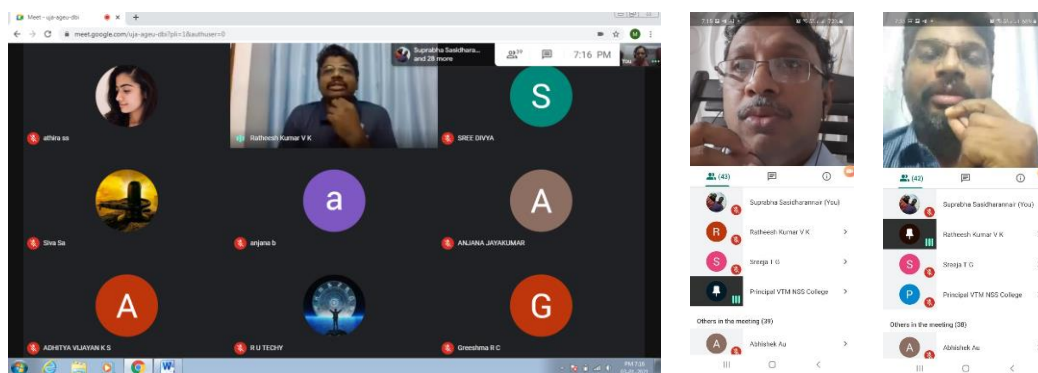 Meet - uja-ageu-dbi
meet.google.com/uja-ageu-dbi?pli=1&authuser=0
M
Suprabha Sasidhara...
and 28 more
7:16 PM
You
athira ss
Ratheesh Kumar V K
S
SREE DIVYA
Siva Sa
a
anjana b
A
ANJANA JAYAKUMAR
A
ADHITYA VIJAYAN K S
R U TECHY
G
Greeshma R C
W
(43)
Suprabha Sasidharannair (You)
R
Ratheesh Kumar V K
S
Sreeja T G
Principal VTM NSS College
Others in the meeting (39)
A
Abhishek Au
(42)
Suprabha Sasidharannair (You)
Ratheesh Kumar V K
S
Sreeja T G
P
Principal VTM NSS College
Others in the meeting (38)
A
Abhishek Au